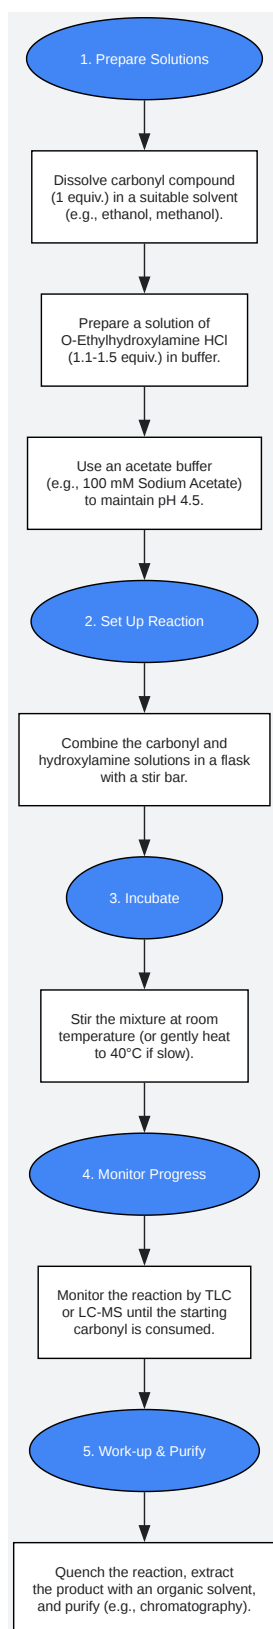 1. Prepare Solutions
Dissolve carbonyl compound
(1 equiv.) in a suitable solvent
(e.g., ethanol, methanol).
Prepare a solution of
O-Ethylhydroxylamine HCl
(1.1-1.5 equiv.) in buffer.
Use an acetate buffer
(e.g., 100 mM Sodium Acetate)
to maintain pH 4.5.
2. Set Up Reaction
Combine the carbonyl and
hydroxylamine solutions in a flask
with a stir bar.
3. Incubate
Stir the mixture at room
temperature (or gently heat
to 40°C if slow).
4. Monitor Progress
Monitor the reaction by TLC
or LC-MS until the starting
carbonyl is consumed.
5. Work-up & Purify
Quench the reaction, extract
the product with an organic solvent,
and purify (e.g., chromatography).